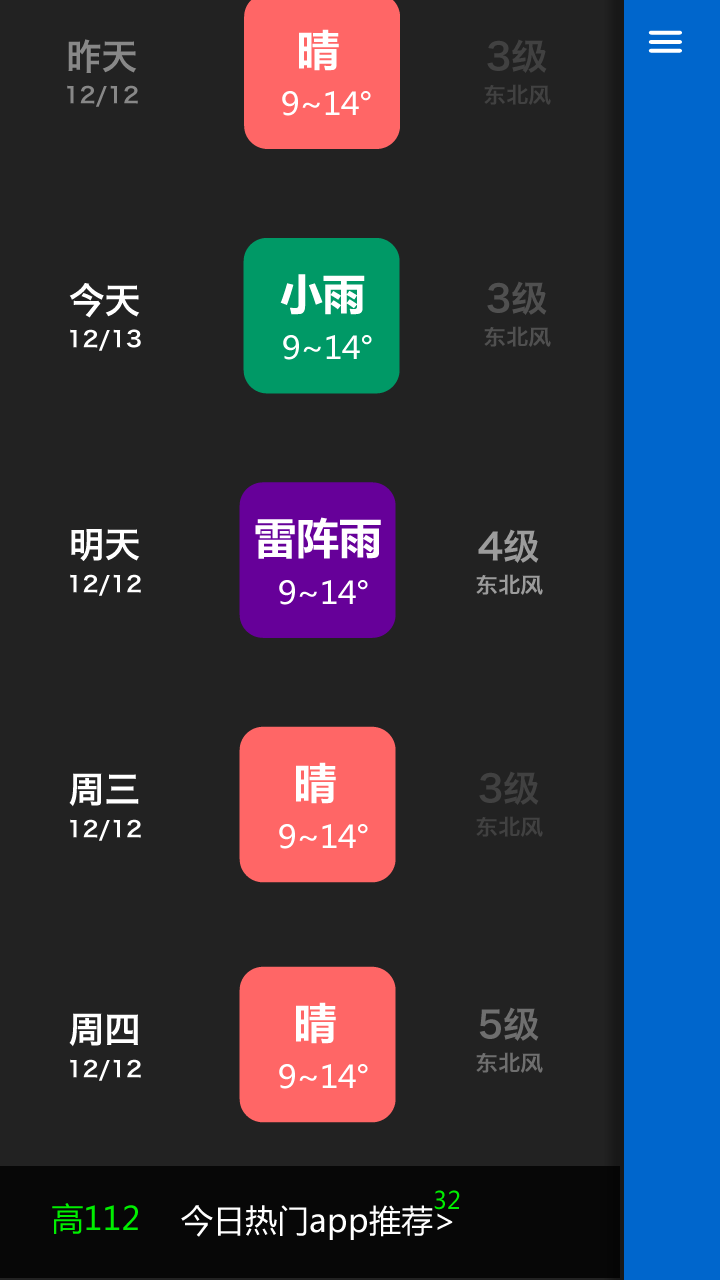 昨天
12/12
晴
9~14°
3级
东北风
今天
12/13
小雨
9~14°
3级
东北风
明天
12/12
雷阵雨
9~14°
4级
东北风
周三
12/12
晴
9~14°
3级
东北风
周四
12/12
晴
9~14°
5级
东北风
高112
今日热门app推荐>
32